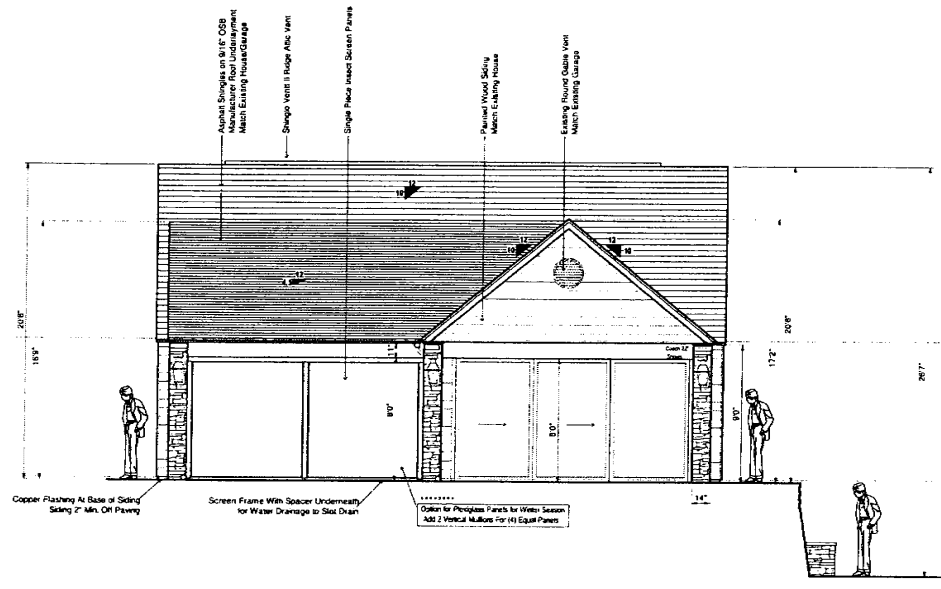 Asphalt Shingles on 9/16" OSB
Manufacturer Roof Underlayment
Match Existing House/Garage
Shingle Vent II Ridge Attic Vent
Single Piece Insect Screen Panels
Painted Wood Siding
Match Existing House
Existing Round Gable Vent
Match Existing Garage
12
10
12
10
12
10
12
4
20'8"
16'9"
11"
8'0"
8'0"
9'0"
17'2"
20'8"
26'7"
14"
Copper Flashing At Base of Siding
Siding 2" Min. Off Paving
Screen Frame With Spacer Underneath
for Water Drainage to Slot Drain
Option for Plexiglass Panels for Winter Season
Add 2 Vertical Mullions For (4) Equal Panels